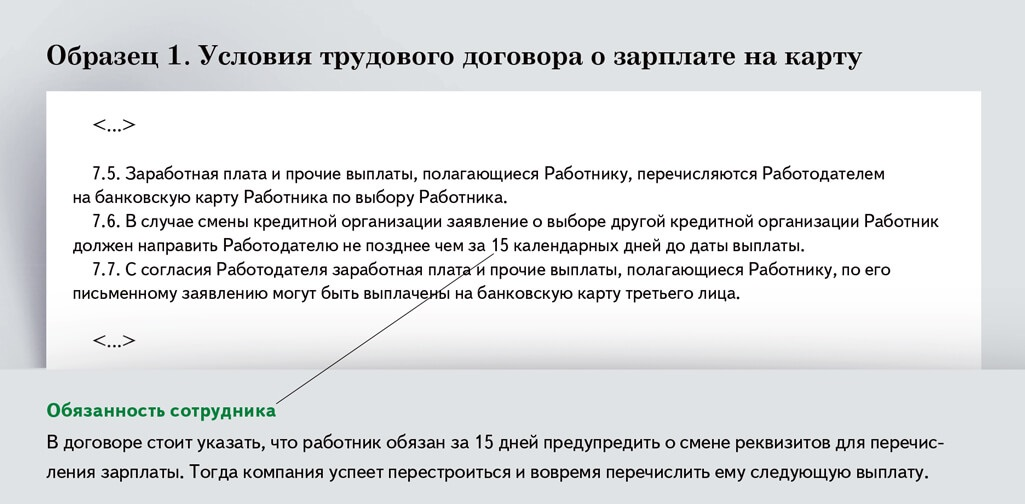 Образец 1. Условия трудового договора о зарплате на карту
<...>
7.5. Заработная плата и прочие выплаты, полагающиеся Работнику, перечисляются Работодателем
на банковскую карту Работника по выбору Работника.
7.6. В случае смены кредитной организации заявление о выборе другой кредитной организации Работник
должен направить Работодателю не позднее чем за 15 календарных дней до даты выплаты.
7.7. С согласия Работодателя заработная плата и прочие выплаты, полагающиеся Работнику, по его
письменному заявлению могут быть выплачены на банковскую карту третьего лица.
<...>
Обязанность сотрудника
В договоре стоит указать, что работник обязан за 15 дней предупредить о смене реквизитов для перечис-
ления зарплаты. Тогда компания успеет перестроиться и вовремя перечислить ему следующую выплату.